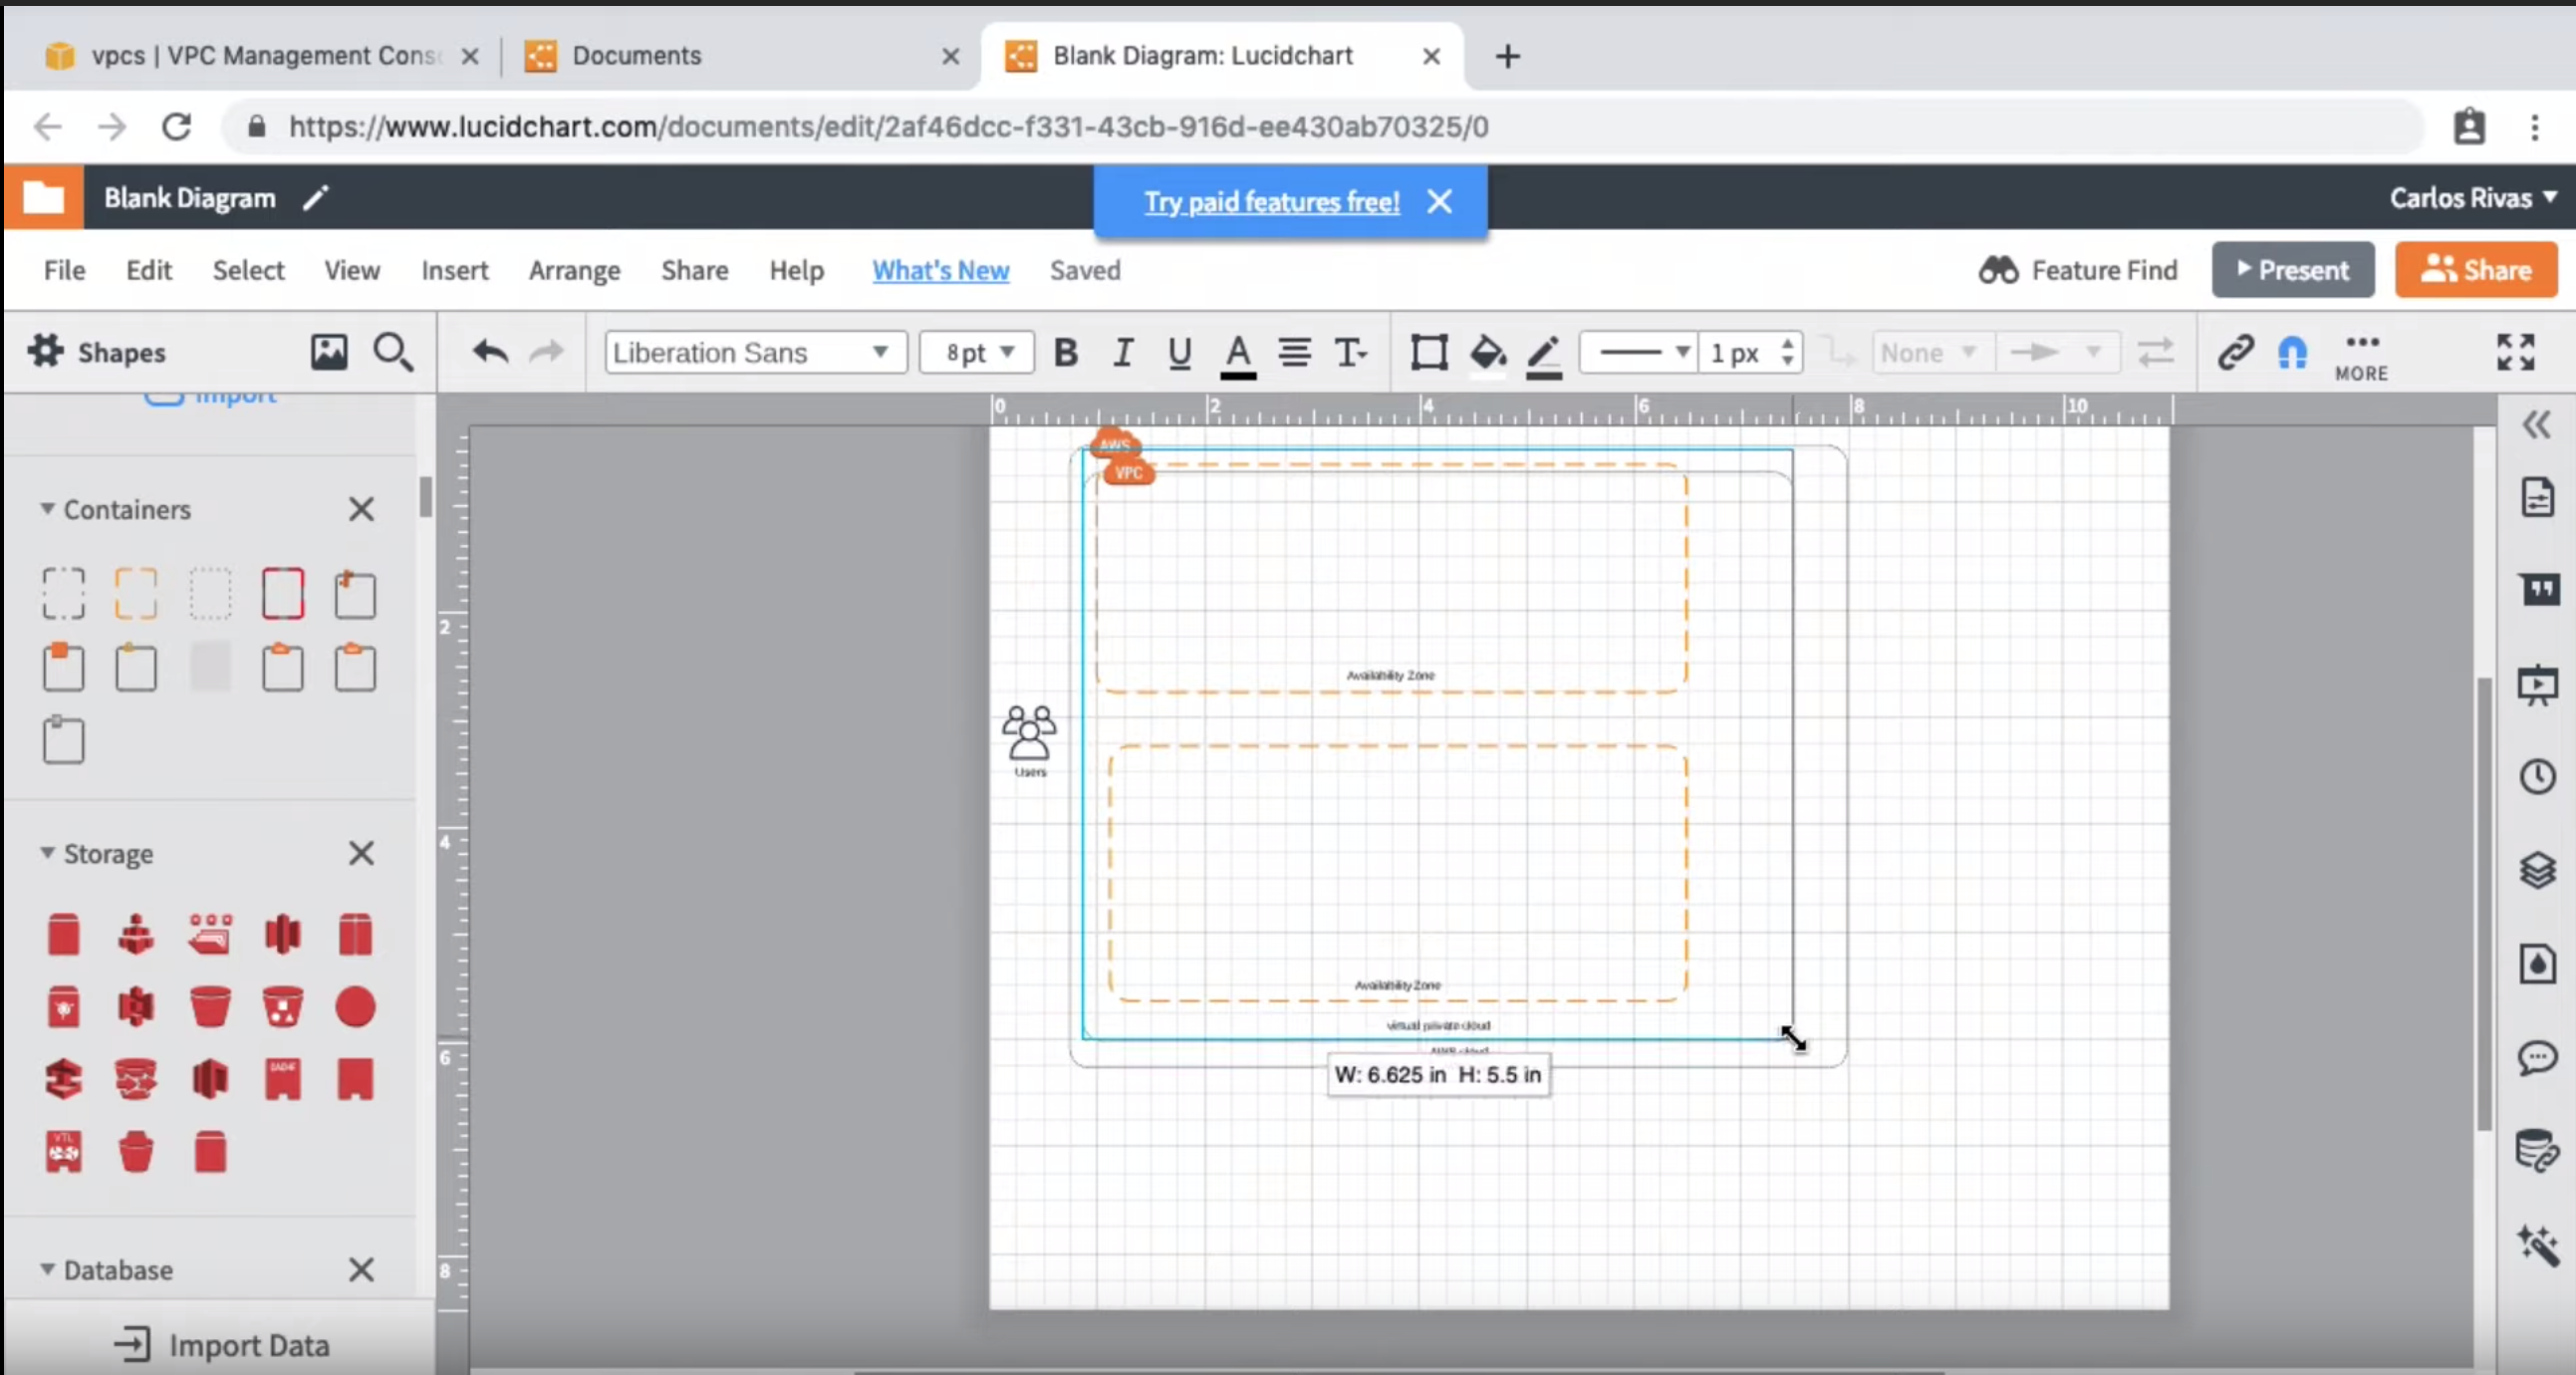 vpcs | VPC Management Cons
Documents
Blank Diagram: Lucidchart
https://www.lucidchart.com/documents/edit/2af46dcc-f331-43cb-916d-ee430ab70325/0
Blank Diagram
Try paid features free!
Carlos Rivas
File Edit Select View Insert Arrange Share Help What's New Saved
Feature Find Present Share
Shapes
Liberation Sans 8pt B I U A T 1 px None MORE
Import
0 2 4 6 8 10
AWS
VPC
Containers
2
Availability Zone
Users
4
Storage
Availability Zone
virtual private cloud
AWS cloud
6
W: 6.625 in H: 5.5 in
VTL
Database
8
Import Data